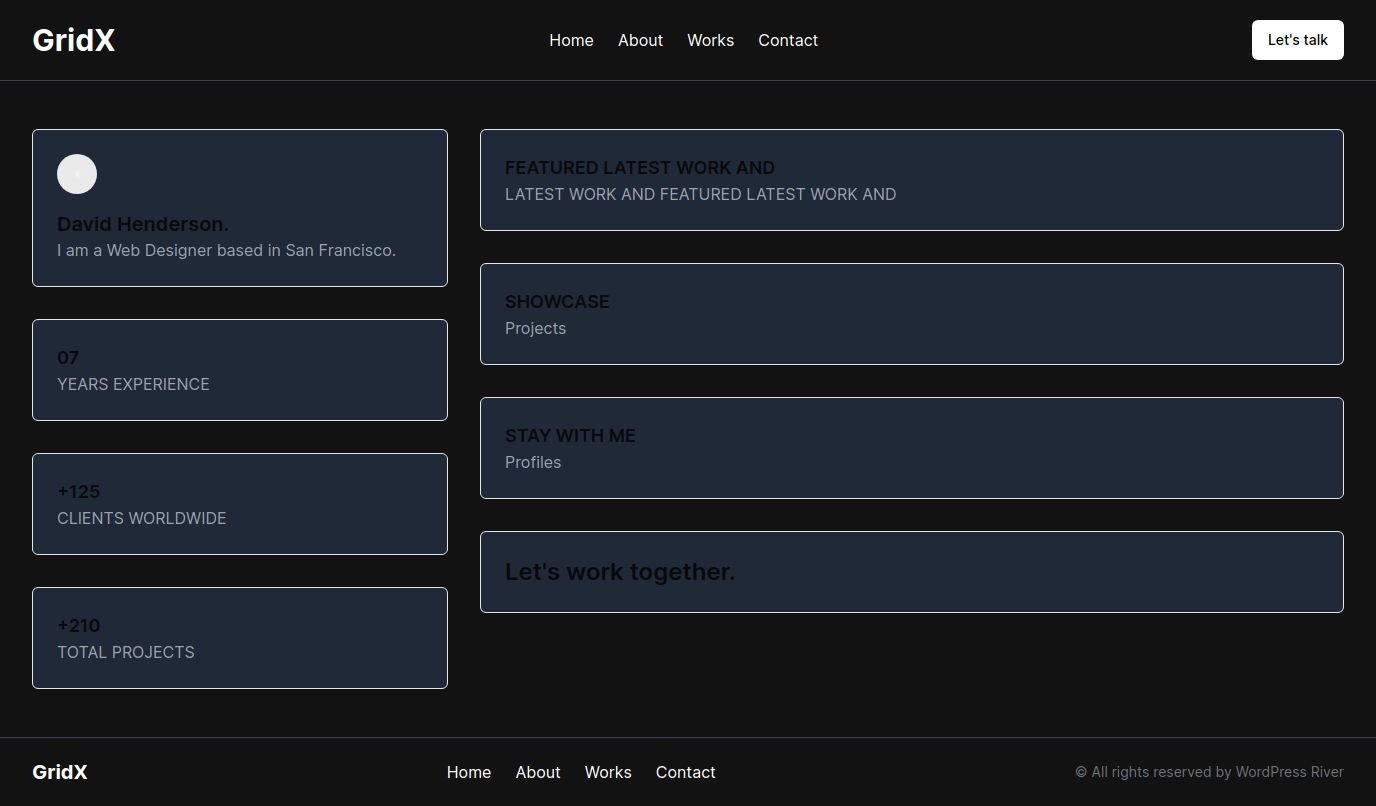 GridX
Home About Works Contact
Let's talk
David Henderson.
I am a Web Designer based in San Francisco.
07
YEARS EXPERIENCE
+125
CLIENTS WORLDWIDE
+210
TOTAL PROJECTS
FEATURED LATEST WORK AND
LATEST WORK AND FEATURED LATEST WORK AND
SHOWCASE
Projects
STAY WITH ME
Profiles
Let's work together.
GridX
Home About Works Contact
© All rights reserved by WordPress River